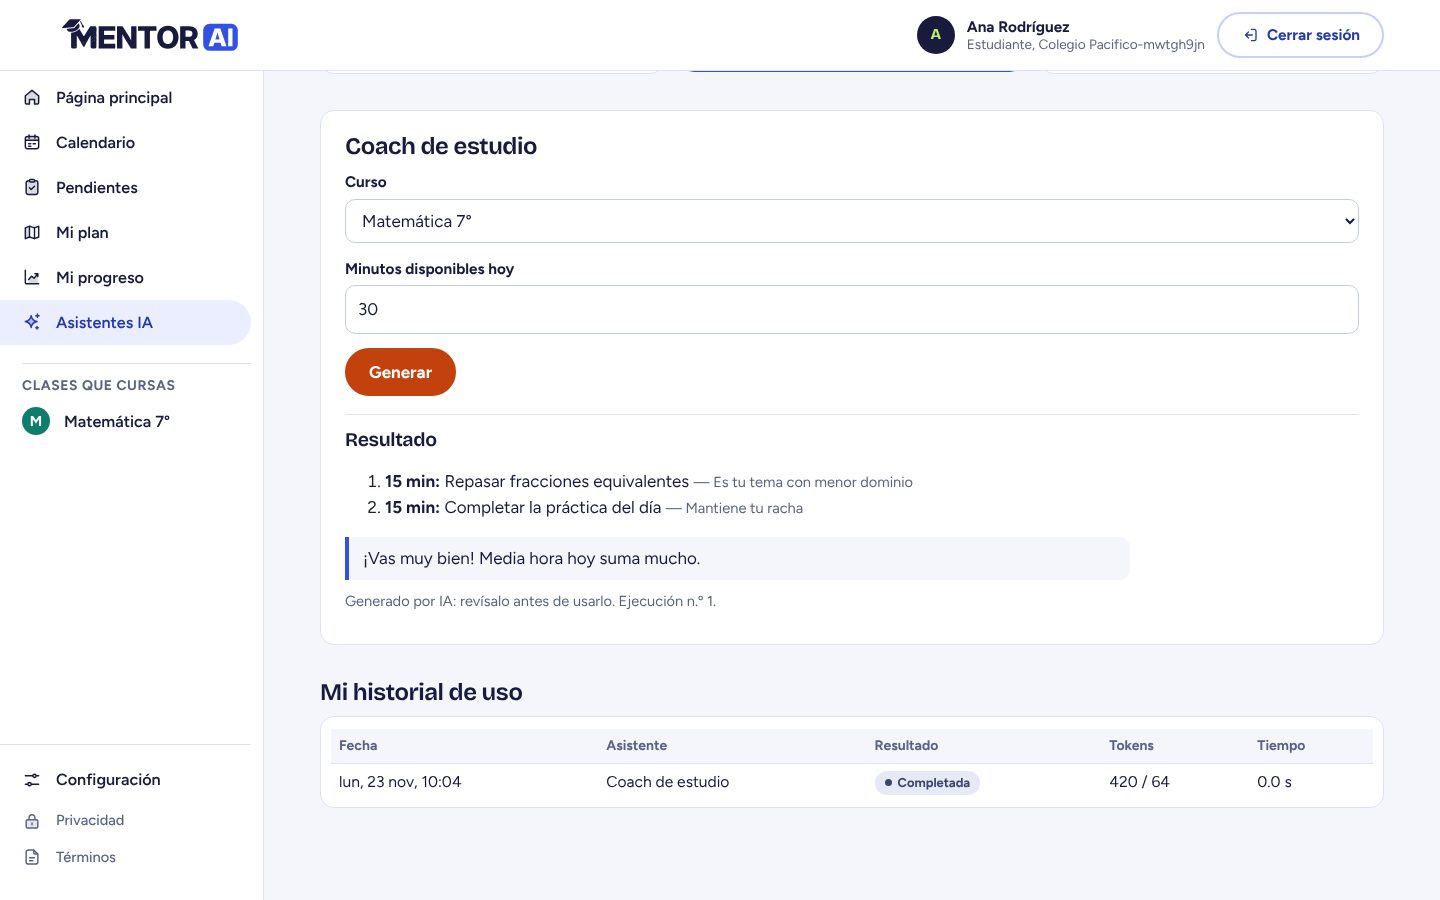 MENTOR AI
A
Ana Rodríguez
Estudiante, Colegio Pacifico-mwtgh9jn
Cerrar sesión
Página principal
Calendario
Pendientes
Mi plan
Mi progreso
Asistentes IA
CLASES QUE CURSAS
M
Matemática 7°
Configuración
Privacidad
Términos
Coach de estudio
Curso
Matemática 7°
Minutos disponibles hoy
30
Generar
Resultado
1. 15 min: Repasar fracciones equivalentes — Es tu tema con menor dominio
2. 15 min: Completar la práctica del día — Mantiene tu racha
¡Vas muy bien! Media hora hoy suma mucho.
Generado por IA: revísalo antes de usarlo. Ejecución n.º 1.
Mi historial de uso
Fecha Asistente Resultado Tokens Tiempo
lun, 23 nov, 10:04 Coach de estudio Completada 420 / 64 0.0 s